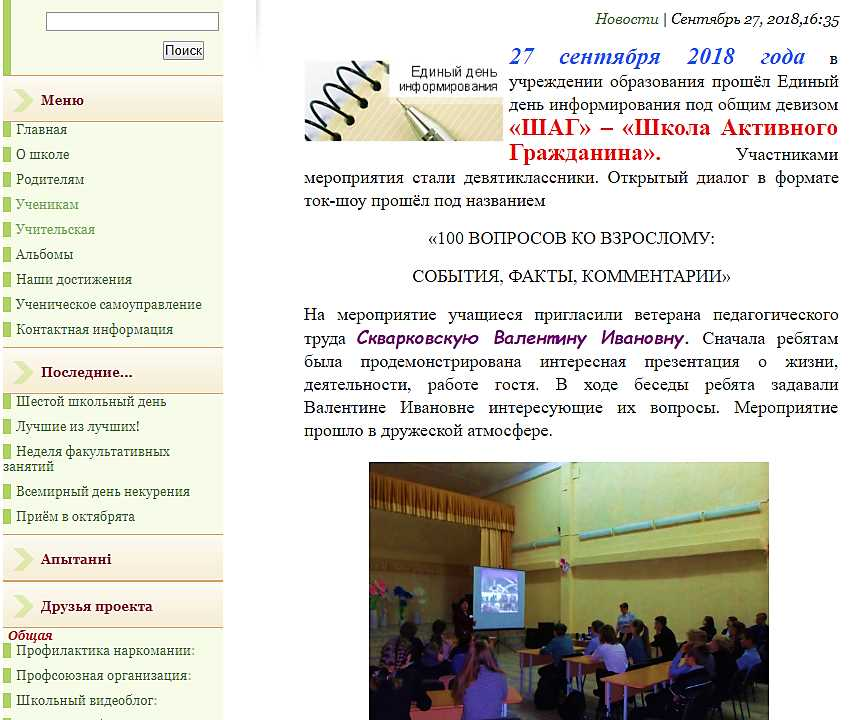 Поиск
Меню
Главная
О школе
Родителям
Ученикам
Учительская
Альбомы
Наши достижения
Ученическое самоуправление
Контактная информация
Последние...
Шестой школьный день
Лучшие из лучших!
Неделя факультативных
занятий
Всемирный день некурения
Приём в октябрята
Апытаннi
Друзья проекта
Общая
Профилактика наркомании:
Профсоюзная организация:
Школьный видеоблог:
Новости | Сентябрь 27, 2018,16:35
Единый день
информирования
27 сентября 2018 года в
учреждении образования прошёл Единый
день информирования под общим девизом
«ШАГ» – «Школа Активного
Гражданина». Участниками
мероприятия стали девятиклассники. Открытый диалог в формате
ток-шоу прошёл под названием
«100 ВОПРОСОВ КО ВЗРОСЛОМУ:
СОБЫТИЯ, ФАКТЫ, КОММЕНТАРИИ»
На мероприятие учащиеся пригласили ветерана педагогического
труда Скварковскую Валентину Ивановну. Сначала ребятам
была продемонстрирована интересная презентация о жизни,
деятельности, работе гостя. В ходе беседы ребята задавали
Валентине Ивановне интересующие их вопросы. Мероприятие
прошло в дружеской атмосфере.